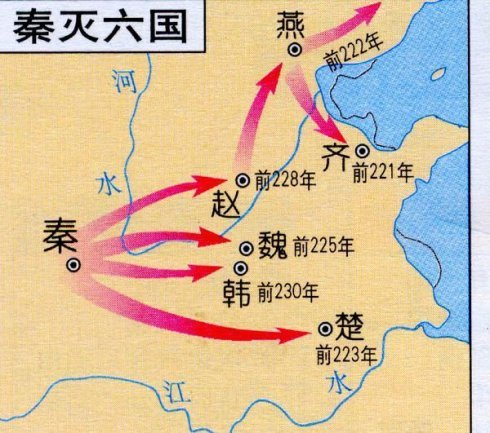 秦灭六国
燕
前222年
河
水
齐
前221年
前228年
赵
秦
魏 前225年
韩 前230年
楚
前223年
江
水